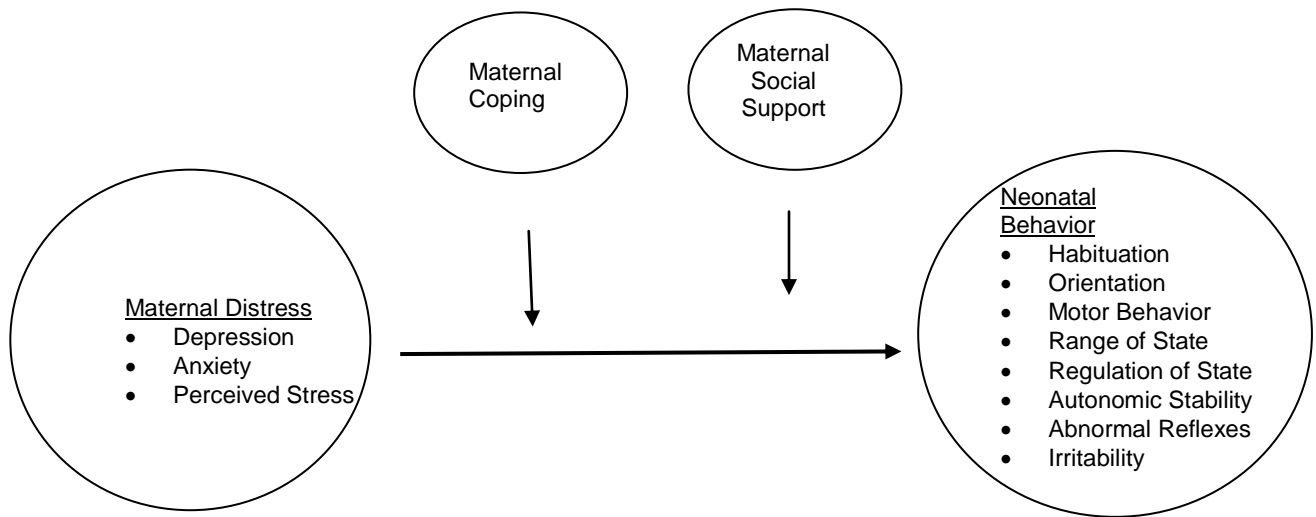 Maternal
Coping
Maternal
Social
Support
Maternal Distress
• Depression
• Anxiety
• Perceived Stress
Neonatal
Behavior
• Habituation
• Orientation
• Motor Behavior
• Range of State
• Regulation of State
• Autonomic Stability
• Abnormal Reflexes
• Irritability